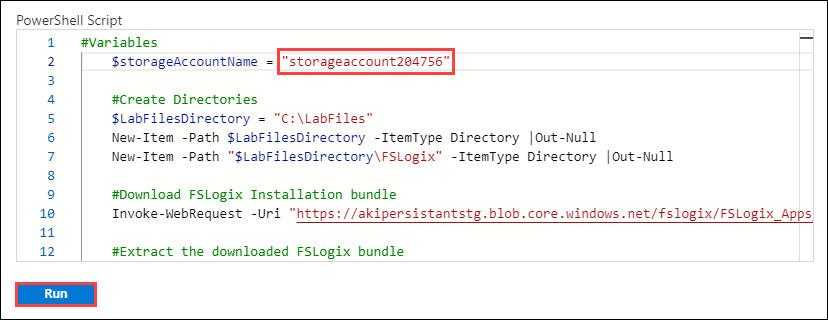 PowerShell Script
1 #Variables
2 $storageAccountName = "storageaccount204756"
3
4 #Create Directories
5 $LabFilesDirectory = "C:\LabFiles"
6 New-Item -Path $LabFilesDirectory -ItemType Directory |Out-Null
7 New-Item -Path "$LabFilesDirectory\FSLogix" -ItemType Directory |Out-Null
8
9 #Download FSLogix Installation bundle
10 Invoke-WebRequest -Uri "https://akipersistantstg.blob.core.windows.net/fslogix/FSLogix_Apps_
11
12 #Extract the downloaded FSLogix bundle
Run